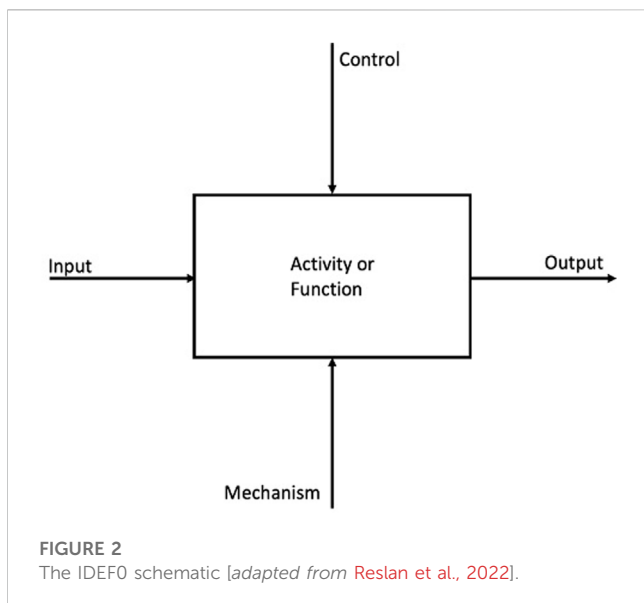 Control
Input
Activity or
Function
Output
Mechanism
FIGURE 2
The IDEF0 schematic [adapted from Reslan et al., 2022].